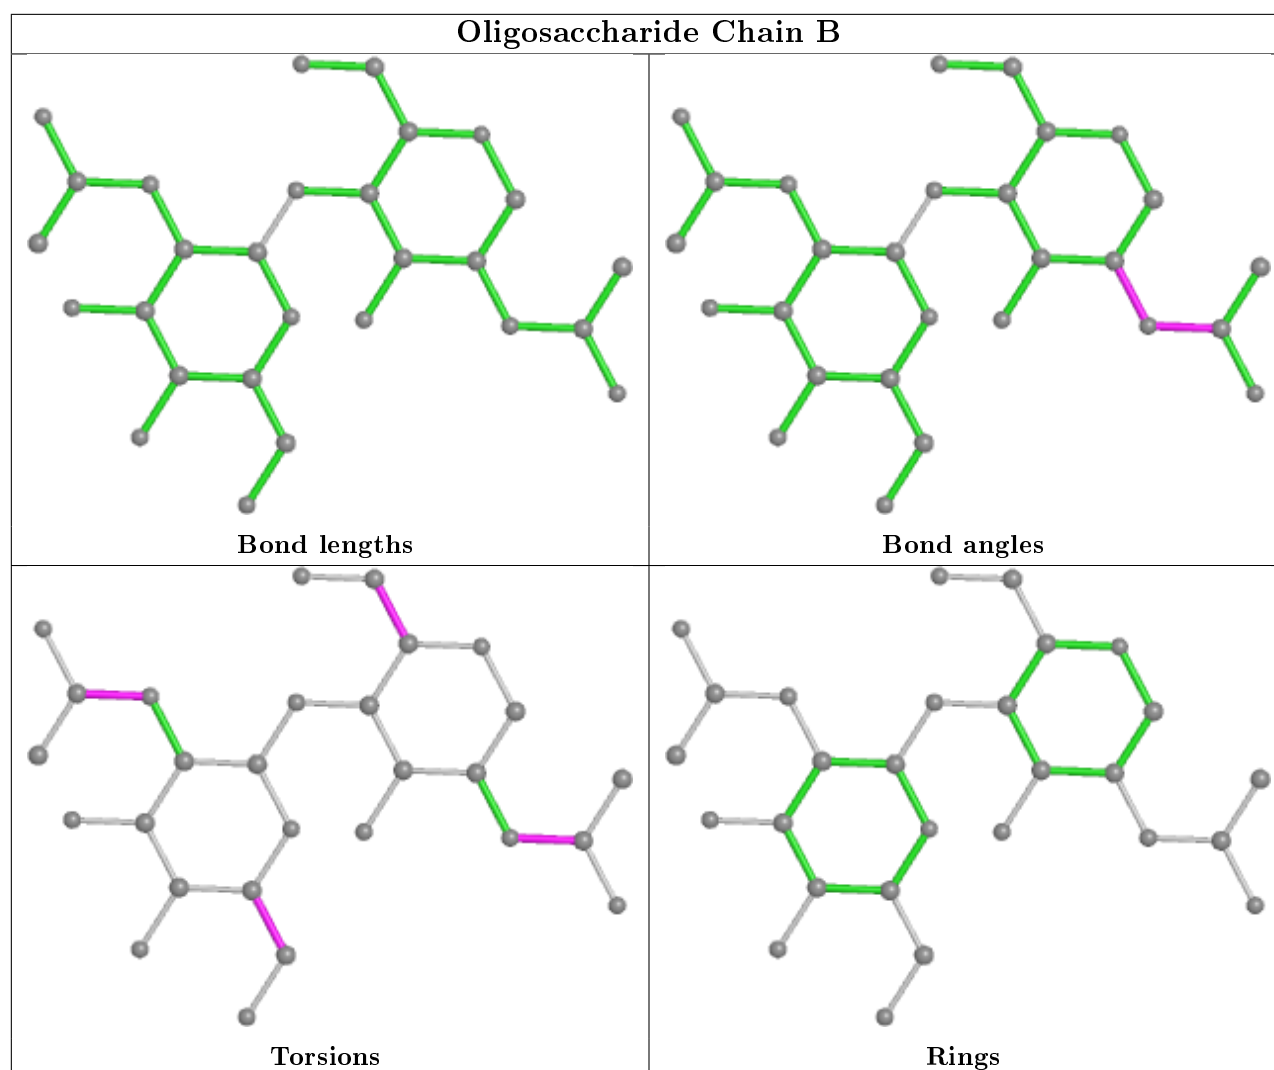 Oligosaccharide Chain B
Bond lengths
Bond angles
Torsions
Rings